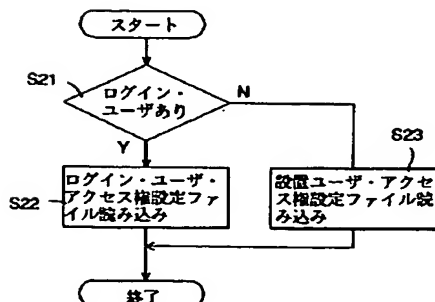 スタート
S21
ログイン・
ユーザあり
N
Y
S23
ログイン・ユーザ・
アクセス権設定ファ
イル読み込み
S22
設置ユーザ・アクセ
ス権設定ファイル読
み込み
終了